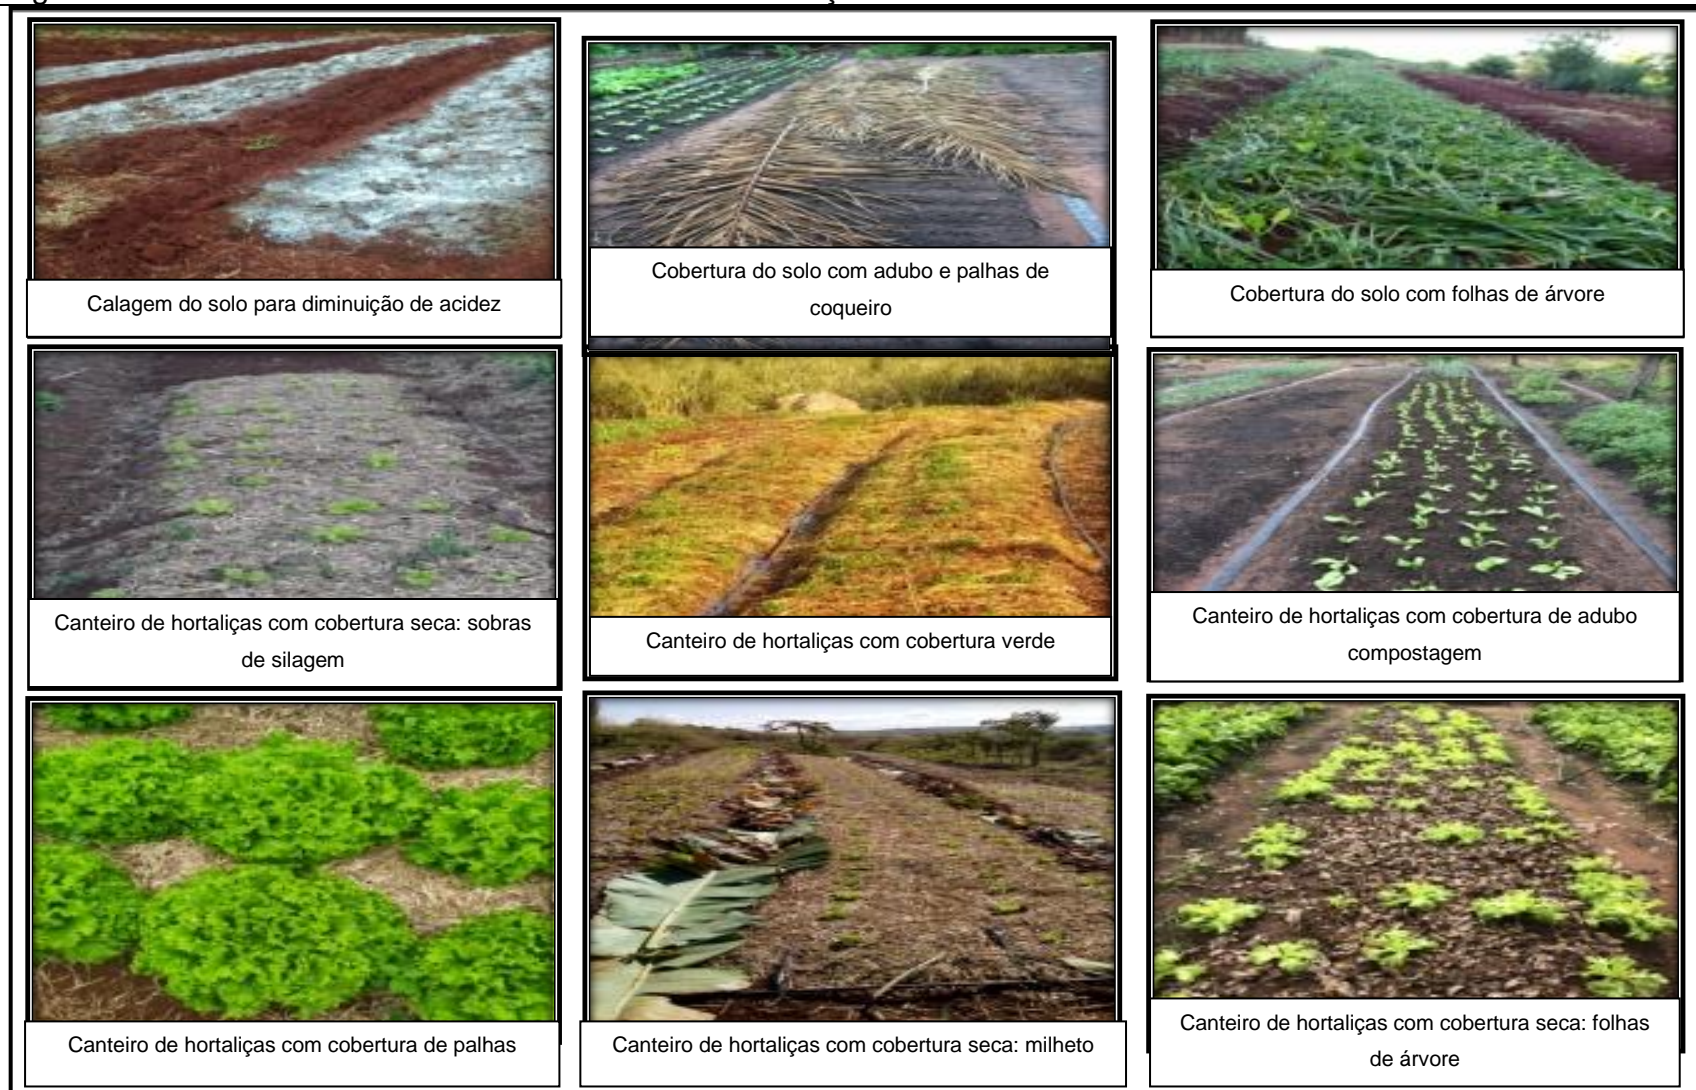 Calagem do solo para diminuição de acidez
Cobertura do solo com adubo e palhas de
coqueiro
Cobertura do solo com folhas de árvore
Canteiro de hortaliças com cobertura seca: sobras
de silagem
Canteiro de hortaliças com cobertura verde
Canteiro de hortaliças com cobertura de adubo
compostagem
Canteiro de hortaliças com cobertura de palhas
Canteiro de hortaliças com cobertura seca: milheto
Canteiro de hortaliças com cobertura seca: folhas
de árvore